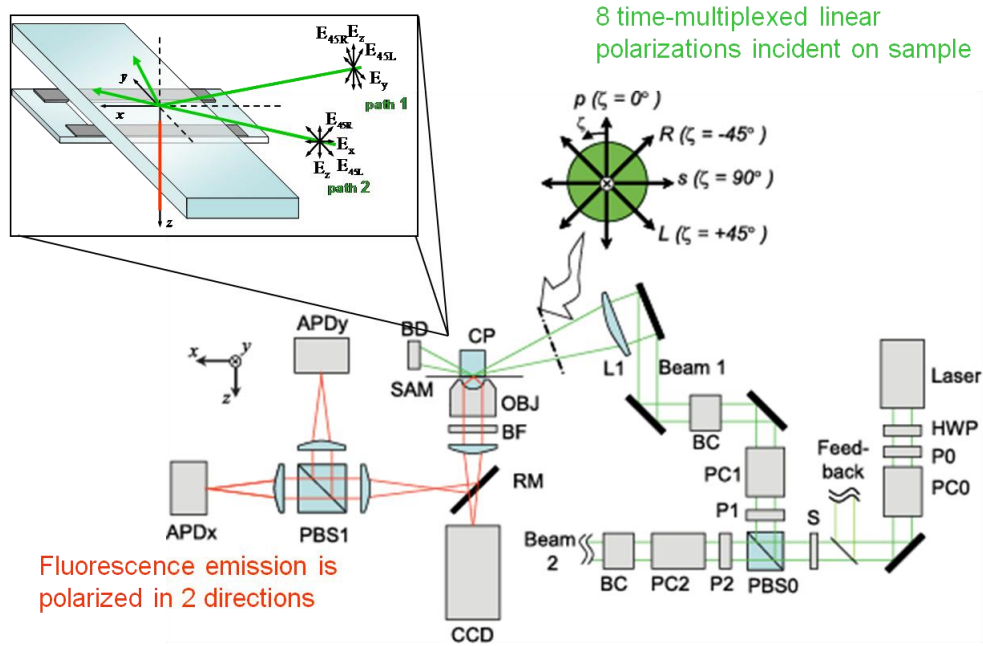 8 time-multiplexed linear
polarizations incident on sample
E45R Ez
E45L
Ey
path 1
y
x
E45R
Ex
Ez E45L
path 2
z
p (ζ = 0° )
ζ
R (ζ = -45° )
s (ζ = 90° )
L (ζ = +45° )
APDy
BD
CP
x
y
z
SAM
OBJ
BF
L1
Beam 1
BC
Laser
HWP
P0
PC0
Feed-
back
PC1
P1
S
RM
APDx
PBS1
Beam
2
BC
PC2
P2
PBS0
CCD
Fluorescence emission is
polarized in 2 directions